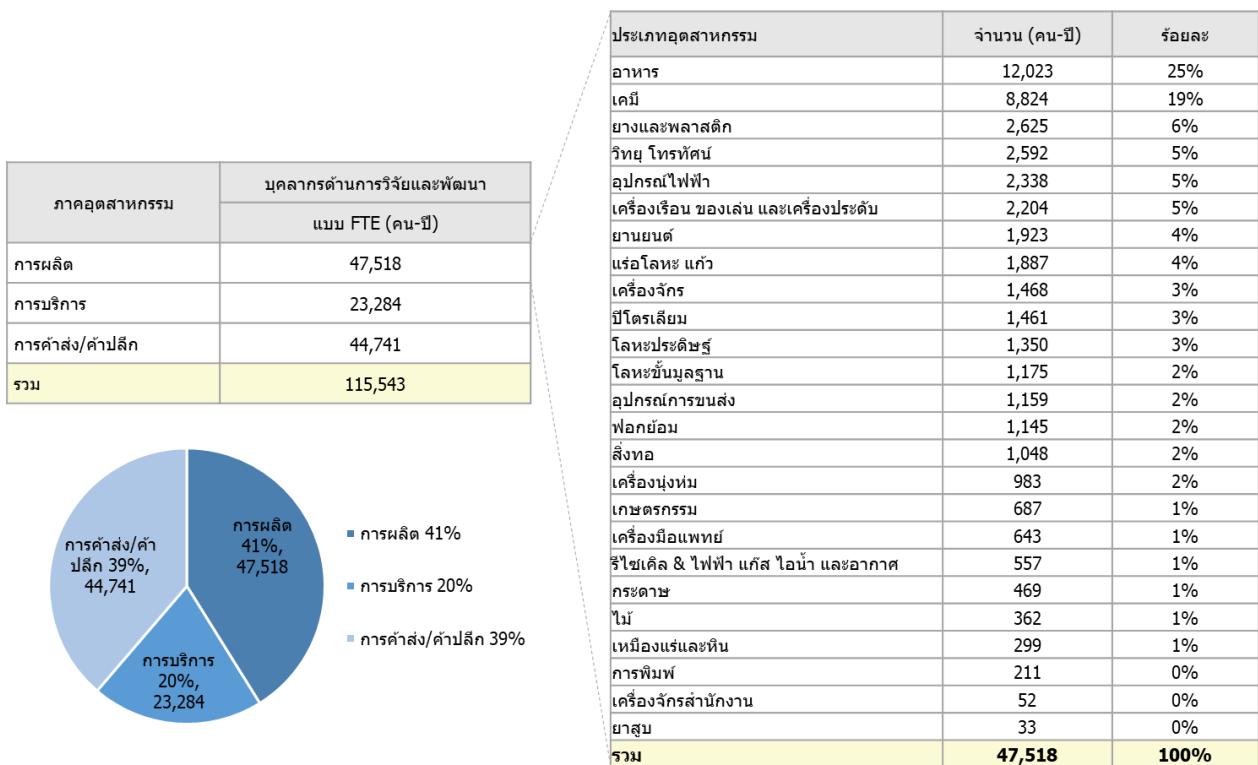 ภาคอุตสาหกรรม บุคลากรด้านการวิจัยและพัฒนา
แบบ FTE (คน-ปี)
การผลิต 47,518
การบริการ 23,284
การค้าส่ง/ค้าปลีก 44,741
รวม 115,543
การค้าส่ง/ค้า
ปลีก 39%,
44,741
การผลิต
41%,
47,518
การบริการ
20%,
23,284
การผลิต 41%
การบริการ 20%
การค้าส่ง/ค้าปลีก 39%
ประเภทอุตสาหกรรม จำนวน (คน-ปี) ร้อยละ
อาหาร 12,023 25%
เคมี 8,824 19%
ยางและพลาสติก 2,625 6%
วิทยุ โทรทัศน์ 2,592 5%
อุปกรณ์ไฟฟ้า 2,338 5%
เครื่องเรือน ของเล่น และเครื่องประดับ 2,204 5%
ยานยนต์ 1,923 4%
แร่อโลหะ แก้ว 1,887 4%
เครื่องจักร 1,468 3%
ปิโตรเลียม 1,461 3%
โลหะประดิษฐ์ 1,350 3%
โลหะขั้นมูลฐาน 1,175 2%
อุปกรณ์การขนส่ง 1,159 2%
ฟอกย้อม 1,145 2%
สิ่งทอ 1,048 2%
เครื่องนุ่งห่ม 983 2%
เกษตรกรรม 687 1%
เครื่องมือแพทย์ 643 1%
รีไซเคิล & ไฟฟ้า แก๊ส ไอน้ำ และอากาศ 557 1%
กระดาษ 469 1%
ไม้ 362 1%
เหมืองแร่และหิน 299 1%
การพิมพ์ 211 0%
เครื่องจักรสำนักงาน 52 0%
ยาสูบ 33 0%
รวม 47,518 100%